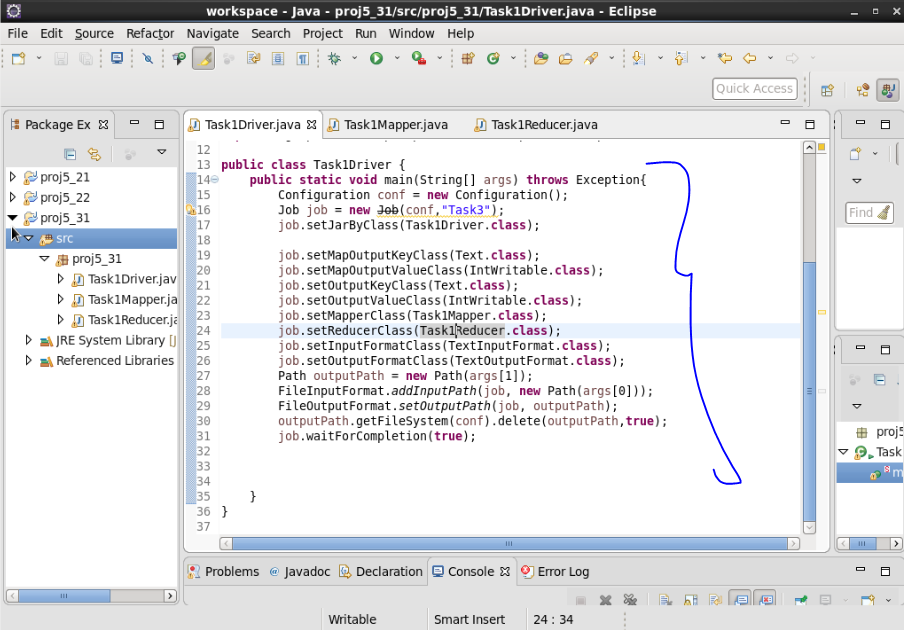 workspace - Java - proj5_31/src/proj5_31/Task1Driver.java - Eclipse
File Edit Source Refactor Navigate Search Project Run Window Help
Quick Access
Package Ex
Task1Driver.java Task1Mapper.java Task1Reducer.java
proj5_21
proj5_22
proj5_31
src
proj5_31
Task1Driver.jav
Task1Mapper.ja
Task1Reducer.ja
JRE System Library [J
Referenced Libraries
12
13 public class Task1Driver {
14 public static void main(String[] args) throws Exception{
15 Configuration conf = new Configuration();
16 Job job = new Job(conf,"Task3");
17 job.setJarByClass(Task1Driver.class);
18
19 job.setMapOutputKeyClass(Text.class);
20 job.setMapOutputValueClass(IntWritable.class);
21 job.setOutputKeyClass(Text.class);
22 job.setOutputValueClass(IntWritable.class);
23 job.setMapperClass(Task1Mapper.class);
24 job.setReducerClass(Task1Reducer.class);
25 job.setInputFormatClass(TextInputFormat.class);
26 job.setOutputFormatClass(TextOutputFormat.class);
27 Path outputPath = new Path(args[1]);
28 FileInputFormat.addInputPath(job, new Path(args[0]));
29 FileOutputFormat.setOutputPath(job, outputPath);
30 outputPath.getFileSystem(conf).delete(outputPath,true);
31 job.waitForCompletion(true);
32
33
34
35 }
36 }
37
Find
proj5
Task
m
Problems @ Javadoc Declaration Console Error Log
Writable Smart Insert 24 : 34